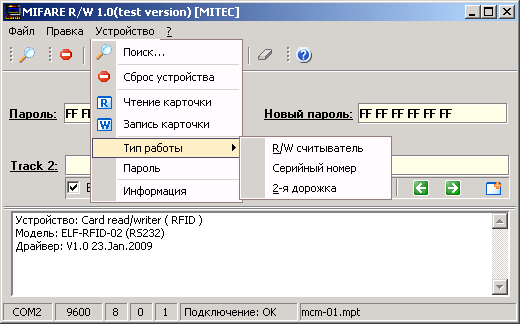 MIFARE R/W 1.0(test version) [MITEC]
Файл Правка Устройство ?
Поиск...
Сброс устройства
R Чтение карточки
W Запись карточки
Тип работы
Пароль
Информация
R/W считыватель
Серийный номер
2-я дорожка
Пароль: FF FF
Новый пароль: FF FF FF FF FF FF
Track 2:
Устройство: Card read/writer ( RFID )
Модель: ELF-RFID-02 (RS232)
Драйвер: V1.0 23.Jan.2009
COM2 9600 8 0 1 Подключение: OK mcm-01.mpt